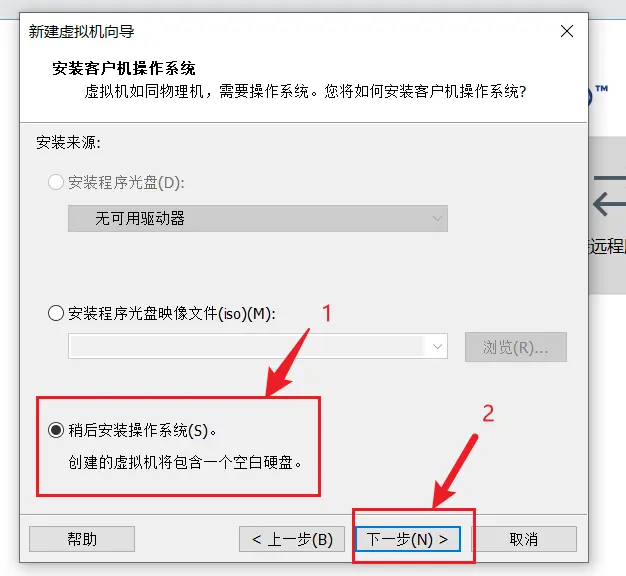 新建虚拟机向导
安装客户机操作系统
虚拟机如同物理机，需要操作系统。您将如何安装客户机操作系统?
™
安装来源:
安装程序光盘(D):
无可用驱动器
远程
安装程序光盘映像文件(iso)(M):
1
浏览(R)...
稍后安装操作系统(S)。
创建的虚拟机将包含一个空白硬盘。
2
帮助
< 上一步(B)
下一步(N) >
取消